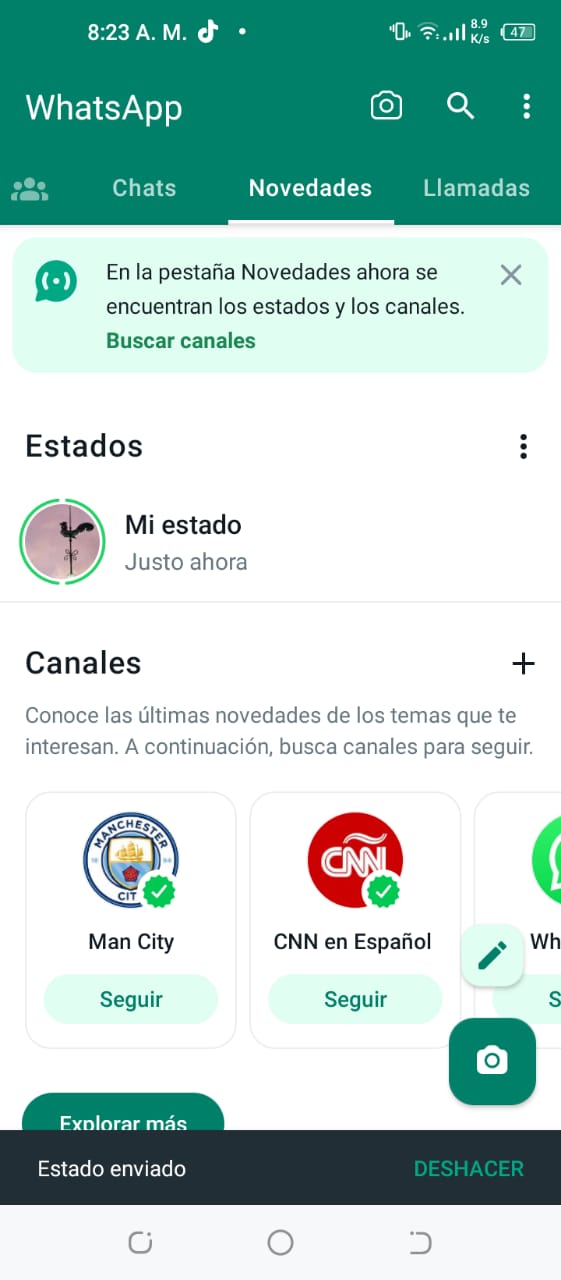 8:23 A. M.
8.9
K/s
47
WhatsApp
Chats
Novedades
Llamadas
En la pestaña Novedades ahora se
encuentran los estados y los canales.
Buscar canales
Estados
Mi estado
Justo ahora
Canales
Conoce las últimas novedades de los temas que te
interesan. A continuación, busca canales para seguir.
MANCHESTER
CIT
CNN
Man City
CNN en Español
Wh
Seguir
Seguir
S
Explorar más
Estado enviado
DESHACER